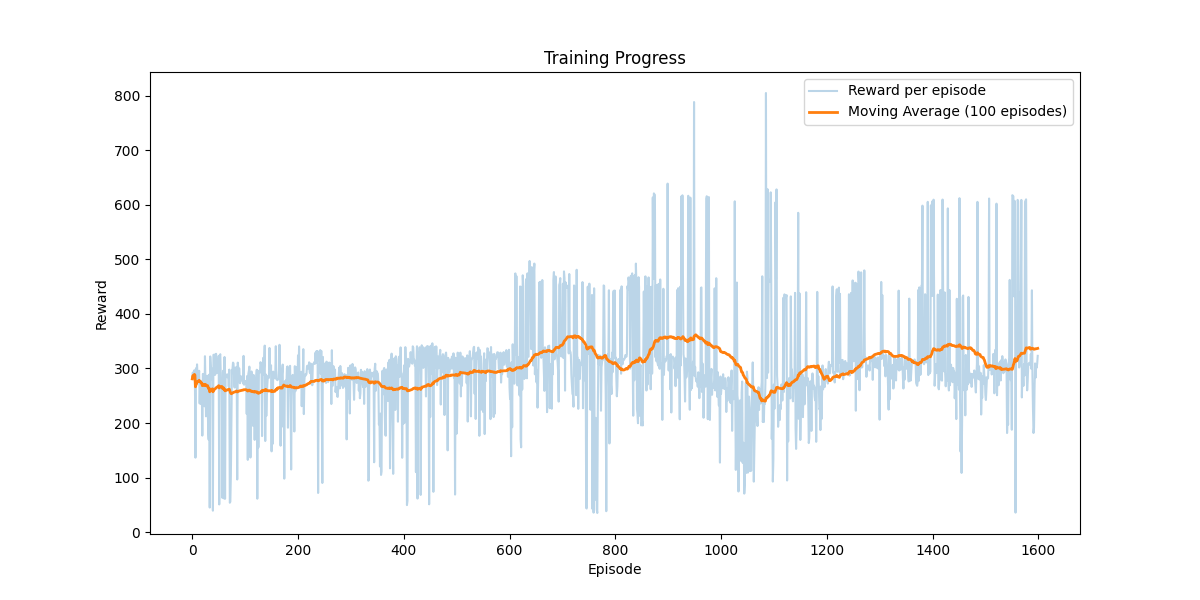 Training Progress
Reward per episode
Moving Average (100 episodes)
800
700
600
500
400
300
200
100
0
Reward
0 200 400 600 800 1000 1200 1400 1600
Episode